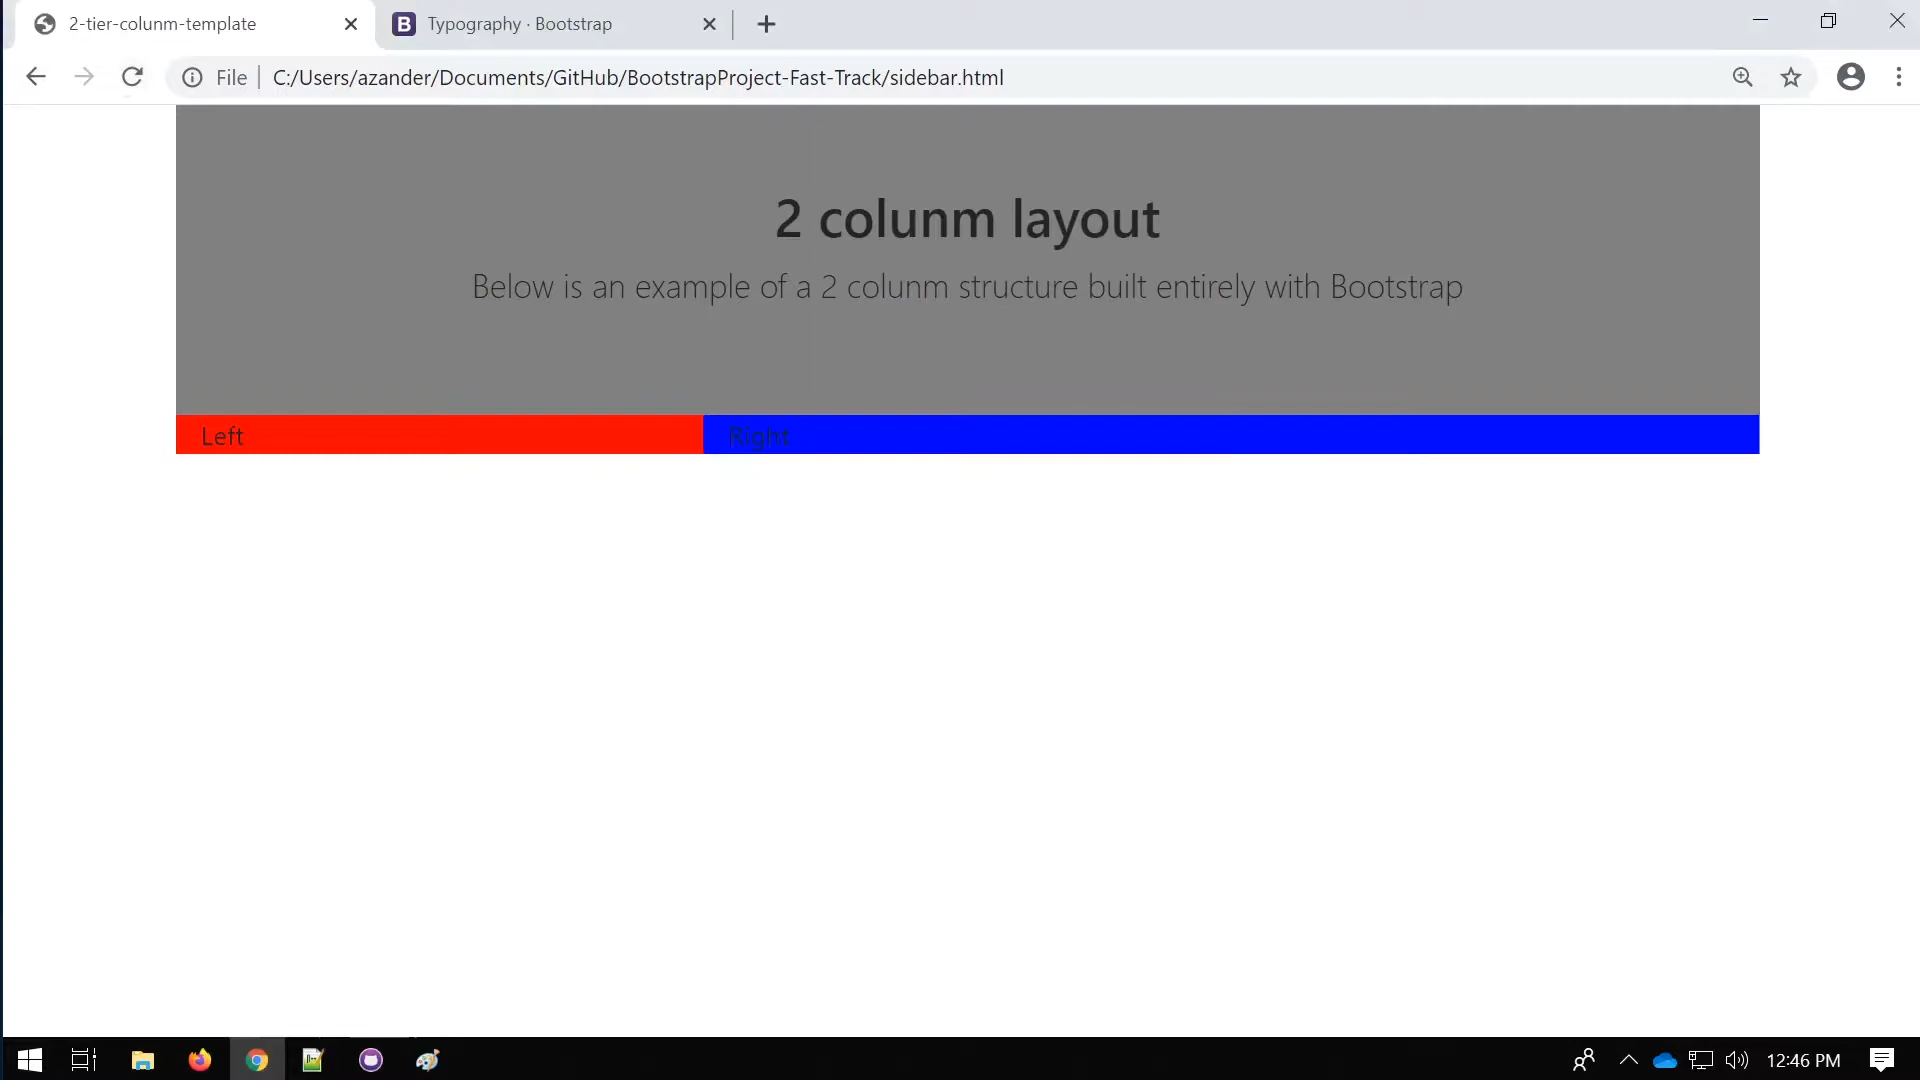 2-tier-colunm-template
Typography · Bootstrap
File
C:/Users/azander/Documents/GitHub/BootstrapProject-Fast-Track/sidebar.html
2 colunm layout
Below is an example of a 2 colunm structure built entirely with Bootstrap
Left
Right
12:46 PM